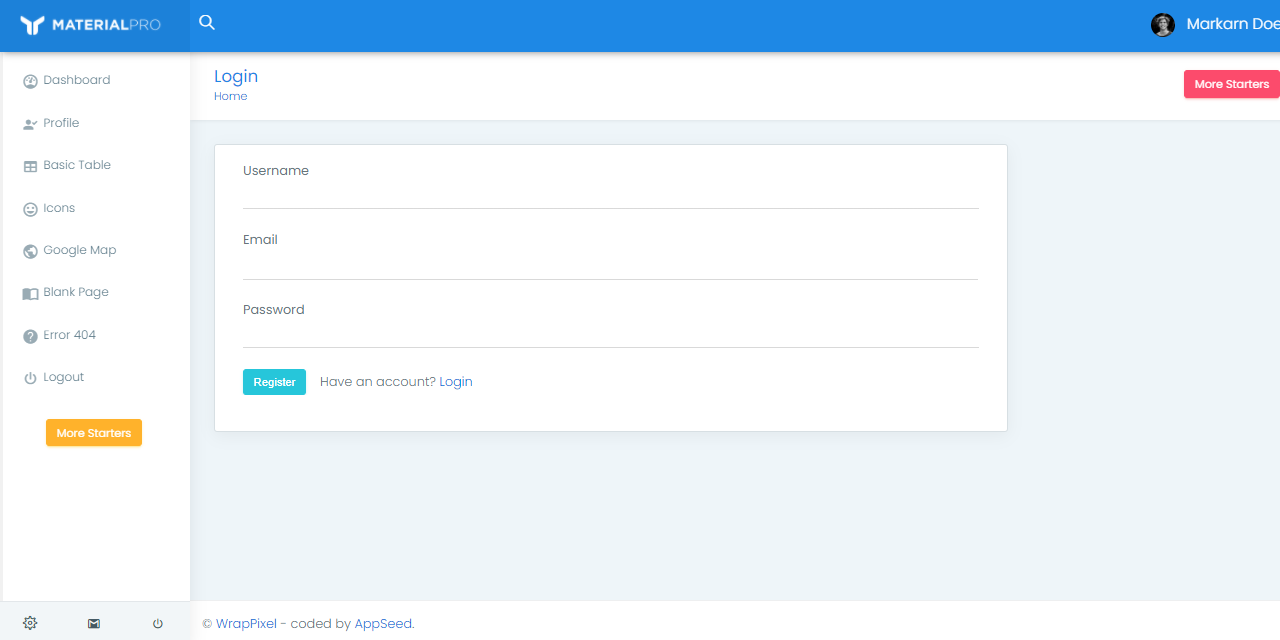 MATERIALPRO
Markarn Doe
Dashboard
Profile
Basic Table
Icons
Google Map
Blank Page
Error 404
Logout
More Starters
Login
Home
More Starters
Username
Email
Password
Register Have an account? Login
© WrapPixel - coded by AppSeed.